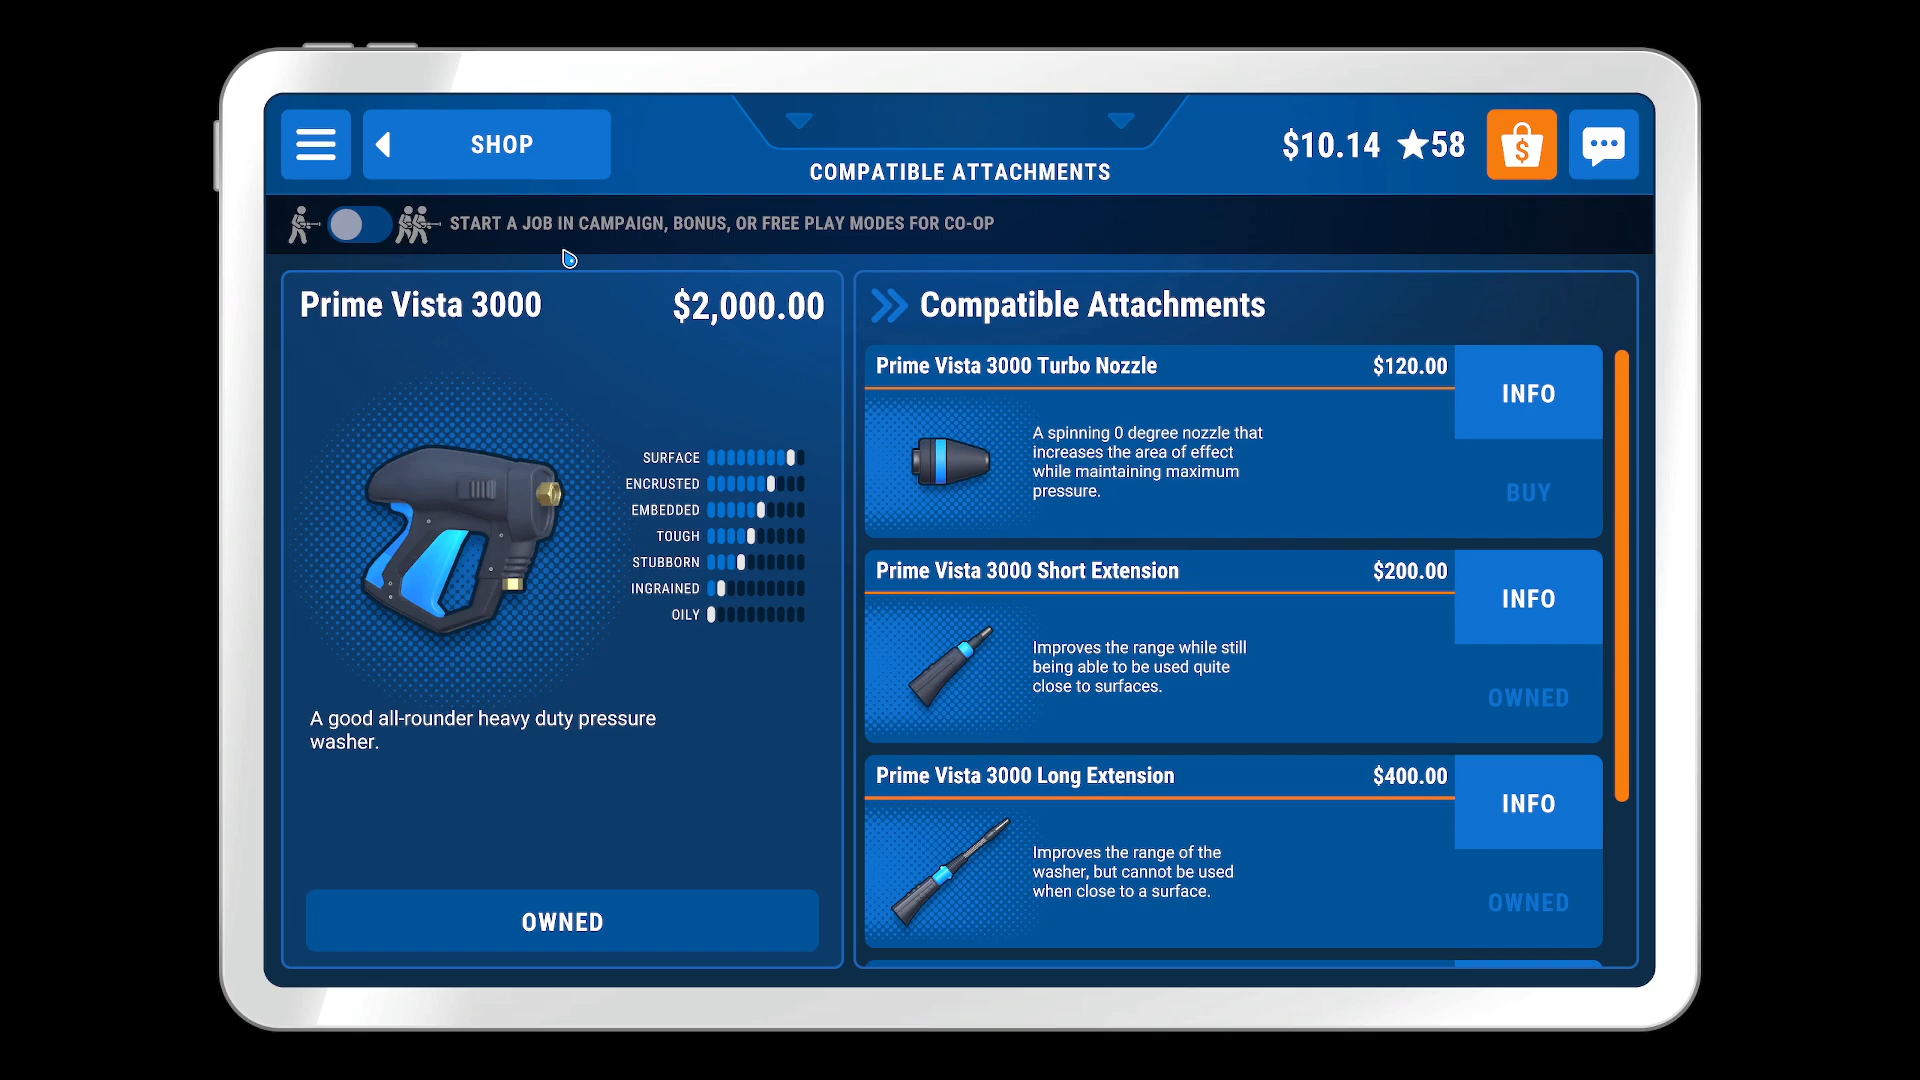 SHOP
COMPATIBLE ATTACHMENTS
$10.14 ★58
START A JOB IN CAMPAIGN, BONUS, OR FREE PLAY MODES FOR CO-OP
Prime Vista 3000 $2,000.00
SURFACE
ENCRUSTED
EMBEDDED
TOUGH
STUBBORN
INGRAINED
OILY
A good all-rounder heavy duty pressure
washer.
OWNED
Compatible Attachments
Prime Vista 3000 Turbo Nozzle $120.00
INFO
A spinning 0 degree nozzle that
increases the area of effect
while maintaining maximum
pressure.
BUY
Prime Vista 3000 Short Extension $200.00
INFO
Improves the range while still
being able to be used quite
close to surfaces.
OWNED
Prime Vista 3000 Long Extension $400.00
INFO
Improves the range of the
washer, but cannot be used
when close to a surface.
OWNED